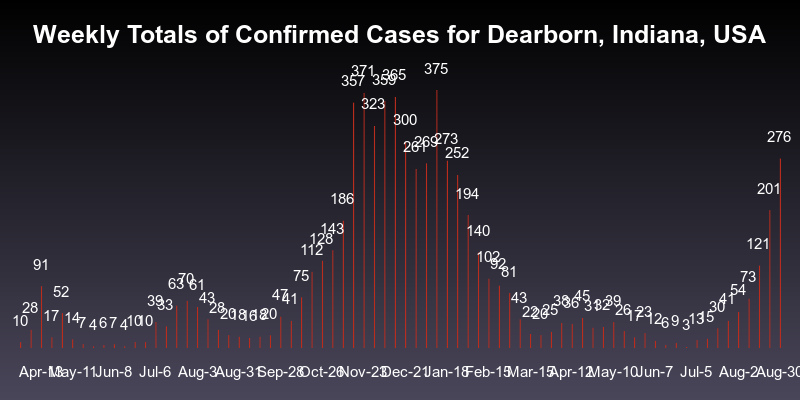 Weekly Totals of Confirmed Cases for Dearborn, Indiana, USA
10 28 91 17 52 14 7 4 6 7 4 10 10 39 33 63 70 61 43 28 20 18 16 18 20 47 41 75 112 128 143 186 357 371 323 359 365 300 261 269 375 273 252 194 140 102 92 81 43 22 20 25 38 36 45 31 32 39 26 17 23 12 6 9 3 13 15 30 41 54 73 121 201 276
Apr-13 May-11 Jun-8 Jul-6 Aug-3 Aug-31 Sep-28 Oct-26 Nov-23 Dec-21 Jan-18 Feb-15 Mar-15 Apr-12 May-10 Jun-7 Jul-5 Aug-2 Aug-30